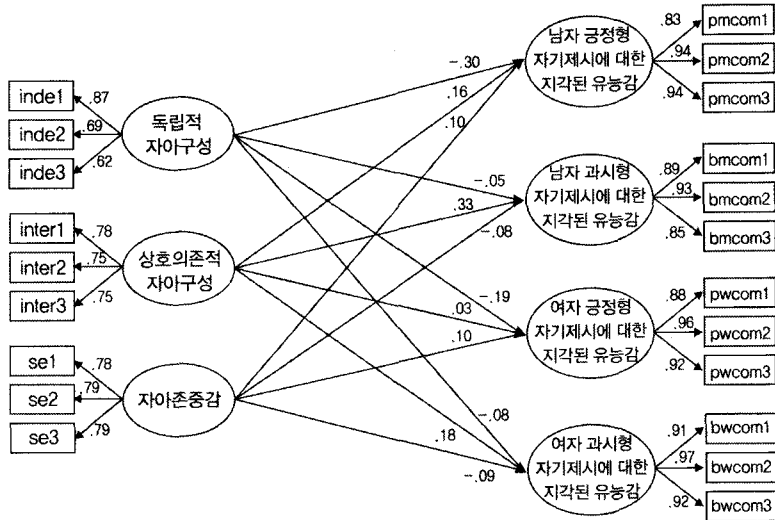 inde1
.87
inde2
.69
inde3
.62
독립적
자아구성
inter1
.78
inter2
.75
inter3
.75
상호의존적
자아구성
se1
.78
se2
.79
se3
.79
자아존중감
-.30
.16
.10
-.05
.33
-.08
-.19
.03
.10
-.08
.18
-.09
남자 긍정형
자기제시에 대한
지각된 유능감
.83
pmcom1
.94
pmcom2
.94
pmcom3
남자 과시형
자기제시에 대한
지각된 유능감
.89
bmcom1
.93
bmcom2
.85
bmcom3
여자 긍정형
자기제시에 대한
지각된 유능감
.88
pwcom1
.96
pwcom2
.92
pwcom3
여자 과시형
자기제시에 대한
지각된 유능감
.91
bwcom1
.97
bwcom2
.92
bwcom3